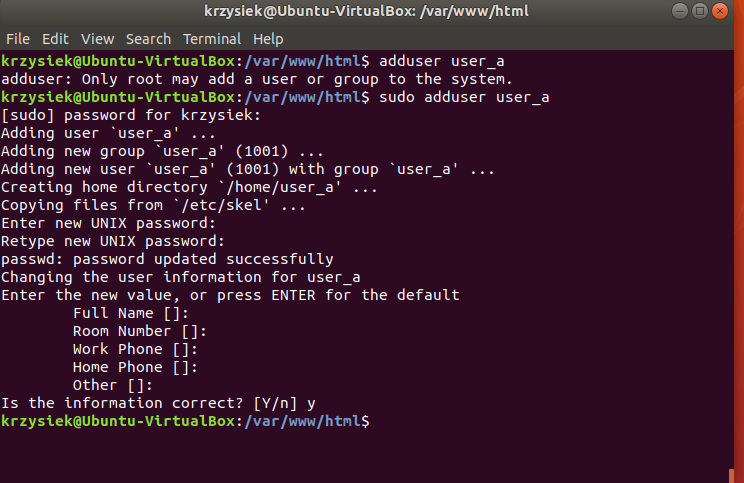 krzysiek@Ubuntu-VirtualBox: /var/www/html
File Edit View Search Terminal Help
krzysiek@Ubuntu-VirtualBox:/var/www/html$ adduser user_a
adduser: Only root may add a user or group to the system.
krzysiek@Ubuntu-VirtualBox:/var/www/html$ sudo adduser user_a
[sudo] password for krzysiek:
Adding user `user_a' ...
Adding new group `user_a' (1001) ...
Adding new user `user_a' (1001) with group `user_a' ...
Creating home directory `/home/user_a' ...
Copying files from `/etc/skel' ...
Enter new UNIX password:
Retype new UNIX password:
passwd: password updated successfully
Changing the user information for user_a
Enter the new value, or press ENTER for the default
Full Name []:
Room Number []:
Work Phone []:
Home Phone []:
Other []:
Is the information correct? [Y/n] y
krzysiek@Ubuntu-VirtualBox:/var/www/html$